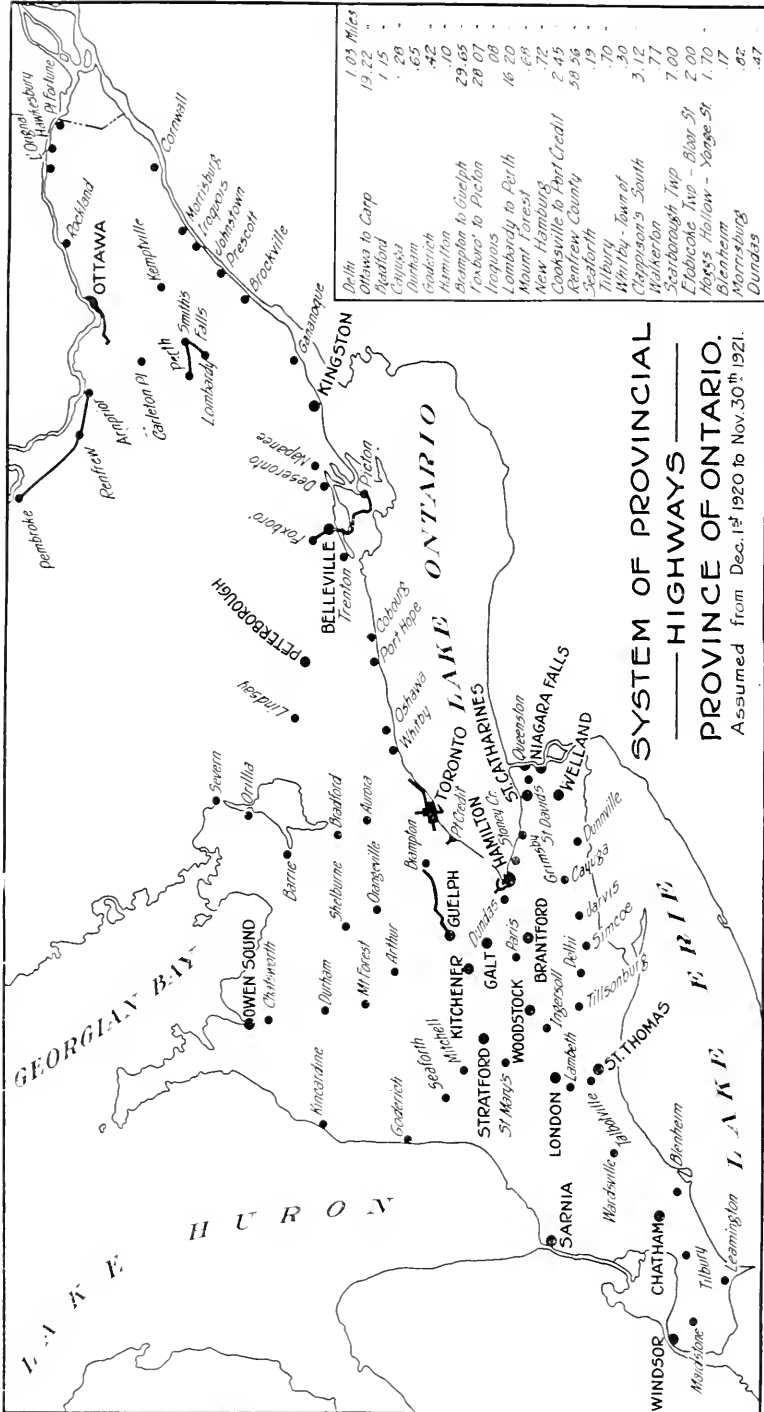 SYSTEM OF PROVINCIAL
HIGHWAYS
PROVINCE OF ONTARIO.
Assumed from Dec. 1st 1920 to Nov. 30th 1921.
Delhi 1.03 Miles
Ottawa to Carp 19.22 "
Bradford 1 15 "
Cayuga .28 "
Durham .65 "
Goderich .42 "
Hamilton .10 "
Brampton to Guelph 29.65 "
Foxboro' to Picton 28 07 "
Iroquois 08 "
Lombardy to Perth 16 20 "
Mount Forest .68 "
New Hamburg .72 "
Cooksville to Port Credit 2 45 "
Renfrew County 58 56 "
Seaforth .19 "
Tilbury .70 "
Whitby - Town of .30 "
Clappison's South 3.12 "
Walkerton .77 "
Scarborough Twp 7.00 "
Etobicoke Twp - Bloor St 2 00 "
Hoggs Hollow - Yonge St. 1.70 "
Blenheim .17 "
Morrisburg .82 "
Dundas .47 "
LAKE HURON
GEORGIAN BAY
LAKE ONTARIO
LAKE ERIE
L'Orignal
Hawkesbury
Pt Fortune
Rockland
OTTAWA
Cornwall
Morrisburg
Iroquois
Johnstown
Prescott
Brockville
Kemptville
Smiths
Falls
Perth
Lombardy
Carleton Pl
Arnprior
Renfrew
Pembroke
Gananoque
KINGSTON
Napanee
Deseronto
Picton
Foxboro'
BELLEVILLE
Trenton
PETERBOROUGH
Cobourg
Port Hope
Lindsay
Oshawa
Whitby
TORONTO
Pt Credit
Severn
Orillia
Barrie
Bradford
Aurora
Brampton
Shelburne
Orangeville
OWEN SOUND
Chatsworth
Durham
Mt Forest
Arthur
GUELPH
Dundas
HAMILTON
Stoney Cr.
Grimsby
ST. CATHARINES
St Davids
Queenston
NIAGARA FALLS
WELLAND
Dunnville
Cayuga
Jarvis
Simcoe
Delhi
Tillsonburg
KITCHENER
GALT
Paris
BRANTFORD
WOODSTOCK
Ingersoll
Kincardine
Goderich
Seaforth
Mitchell
STRATFORD
St Mary's
LONDON
Lambeth
ST. THOMAS
Talbotville
Wardsville
SARNIA
Blenheim
CHATHAM
Tilbury
Leamington
WINDSOR
Maidstone